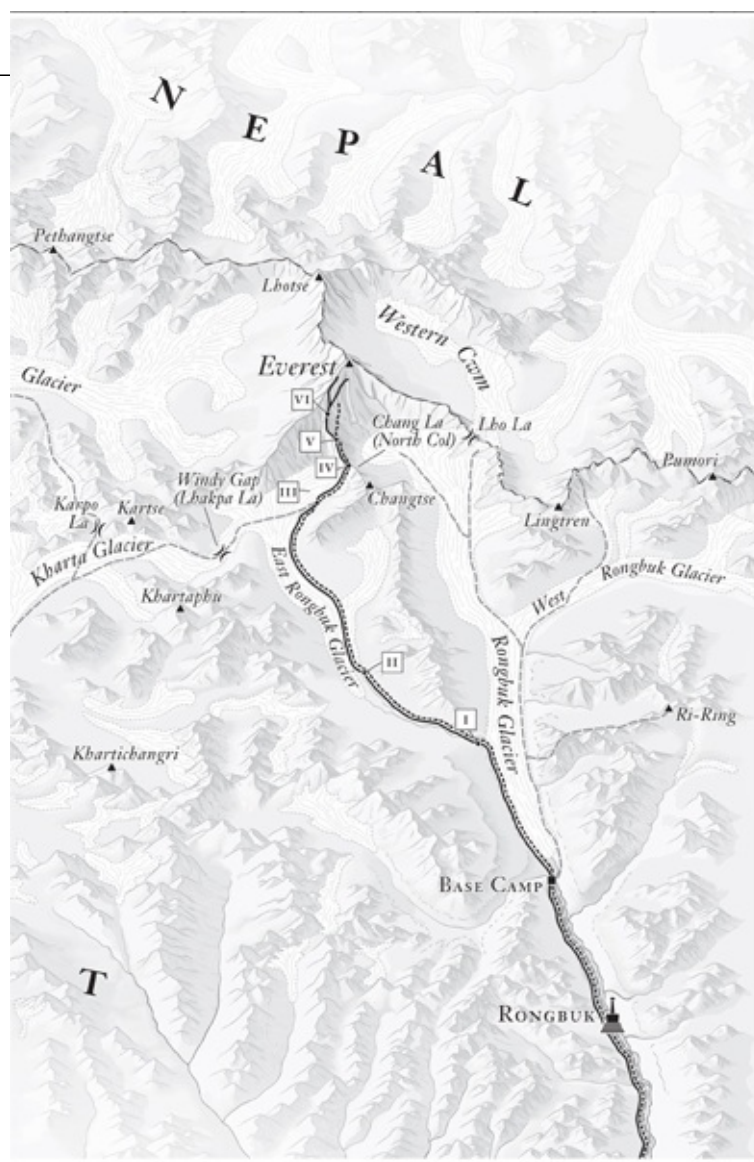 NEPAL
Pethangtse
Lhotse
Western Cwm
Everest
Glacier
VI
Chang La
(North Col)
Lho La
V
IV
Pumori
Windy Gap
(Lhakpa La)
III
Changtse
Karpo
La
Kartse
Lingtren
Kharta Glacier
West Rongbuk Glacier
Khartaphu
East Rongbuk Glacier
II
Rongbuk Glacier
I
Ri-Ring
Khartichangri
BASE CAMP
T
RONGBUK